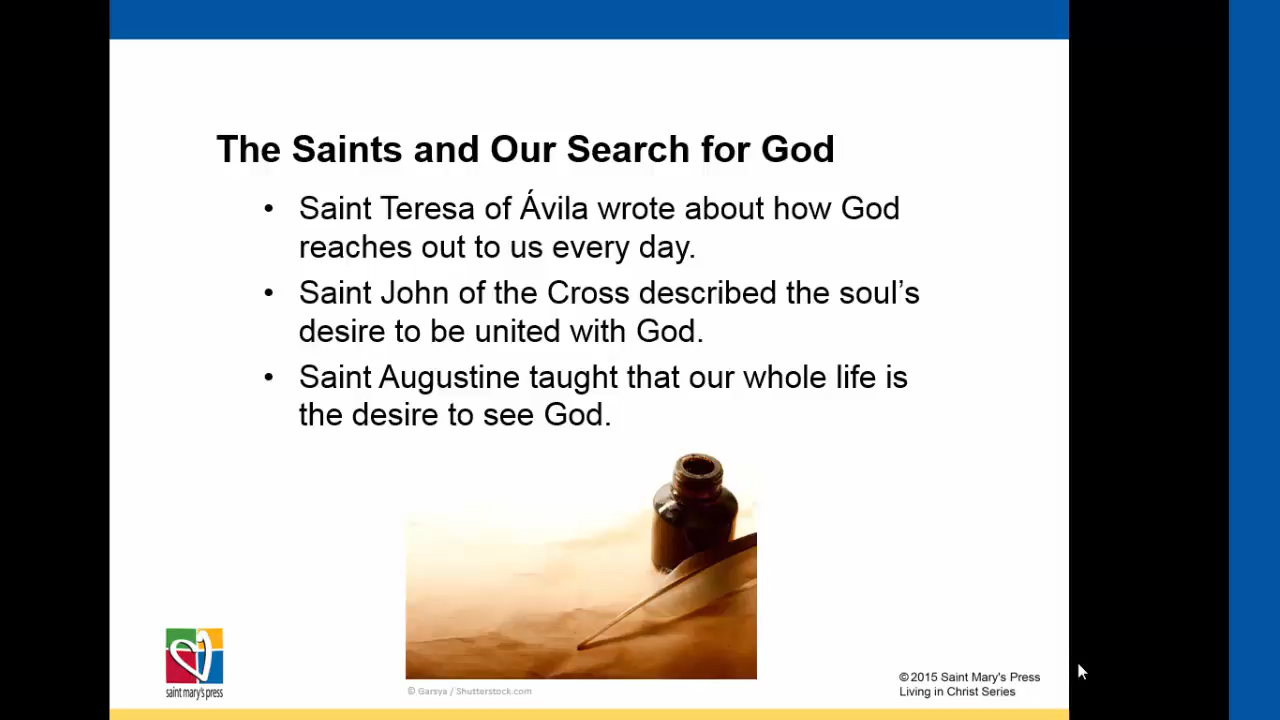 The Saints and Our Search for God
• Saint Teresa of Ávila wrote about how God
reaches out to us every day.
• Saint John of the Cross described the soul’s
desire to be united with God.
• Saint Augustine taught that our whole life is
the desire to see God.
saint mary's press
© Garsya / Shutterstock.com
© 2015 Saint Mary's Press
Living in Christ Series